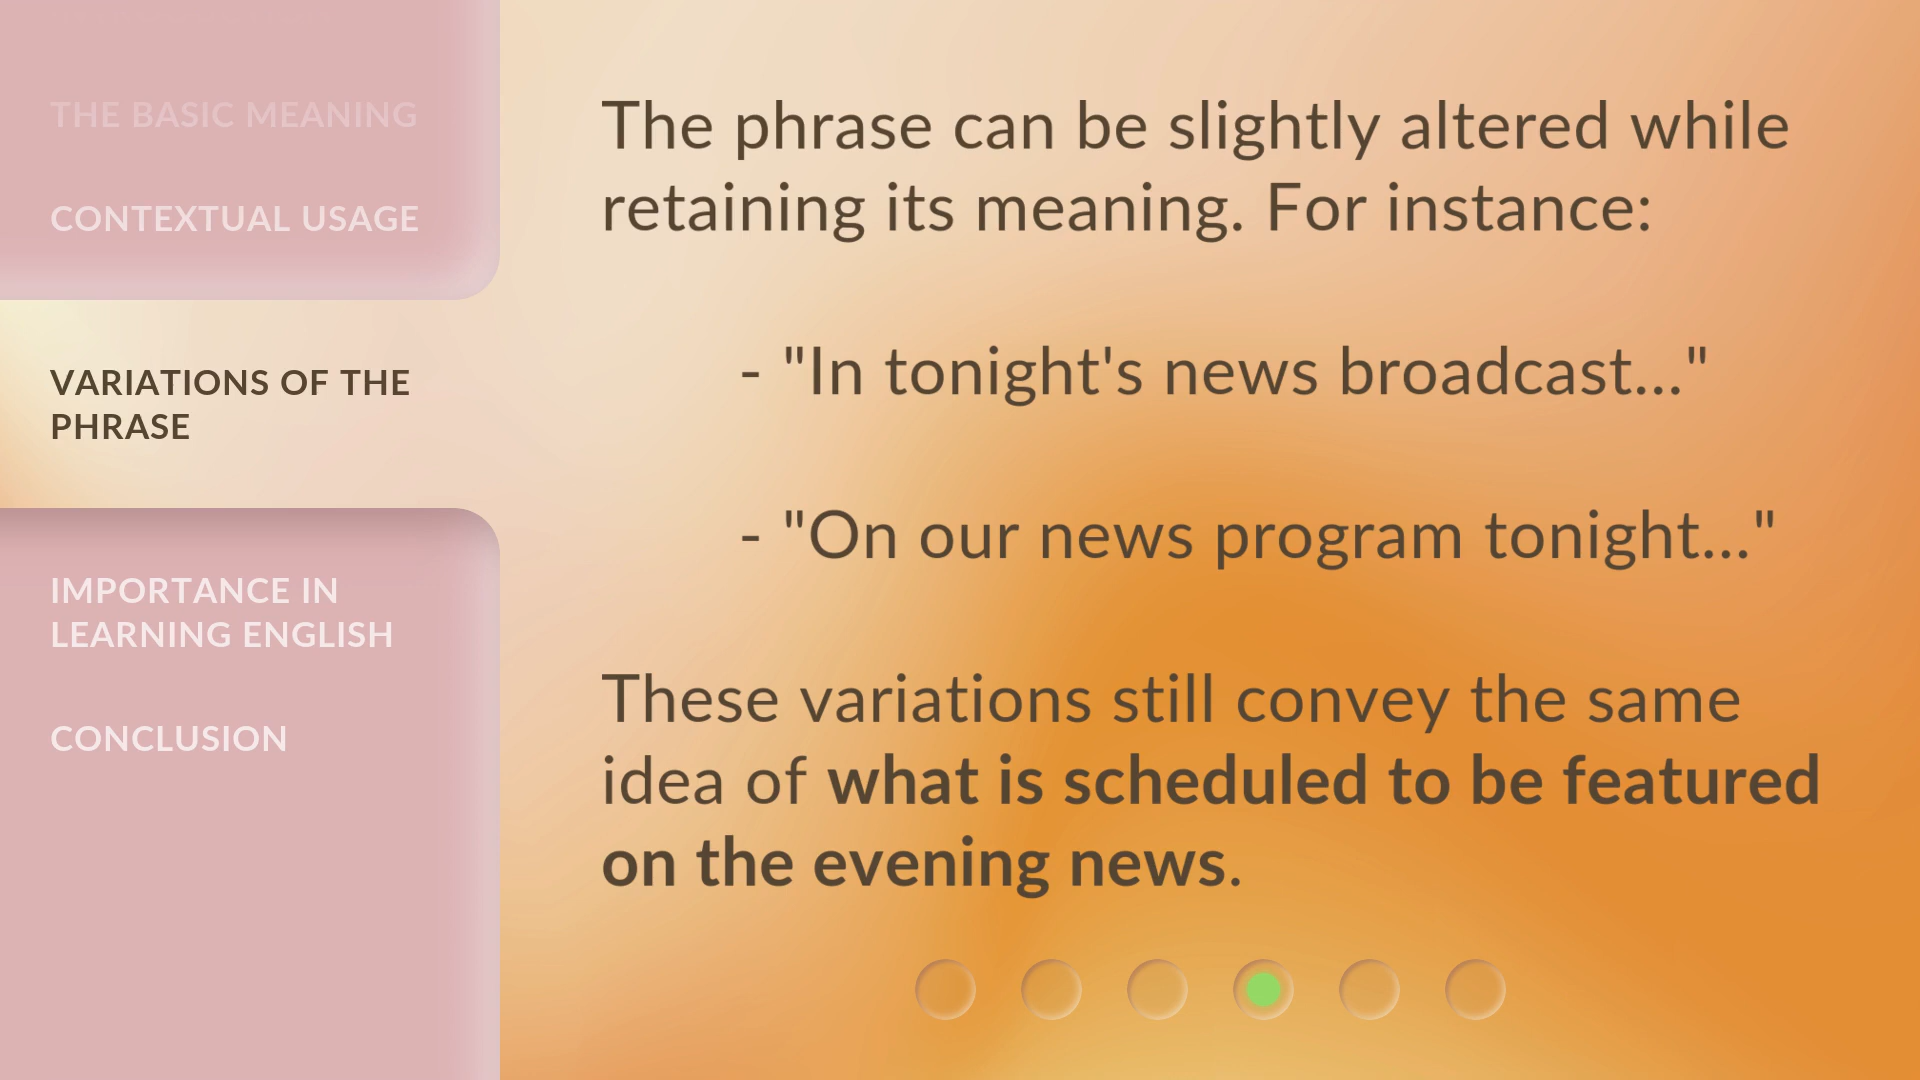 THE BASIC MEANING
CONTEXTUAL USAGE
VARIATIONS OF THE
PHRASE
IMPORTANCE IN
LEARNING ENGLISH
CONCLUSION
The phrase can be slightly altered while
retaining its meaning. For instance:
- "In tonight's news broadcast..."
- "On our news program tonight..."
These variations still convey the same
idea of what is scheduled to be featured
on the evening news.